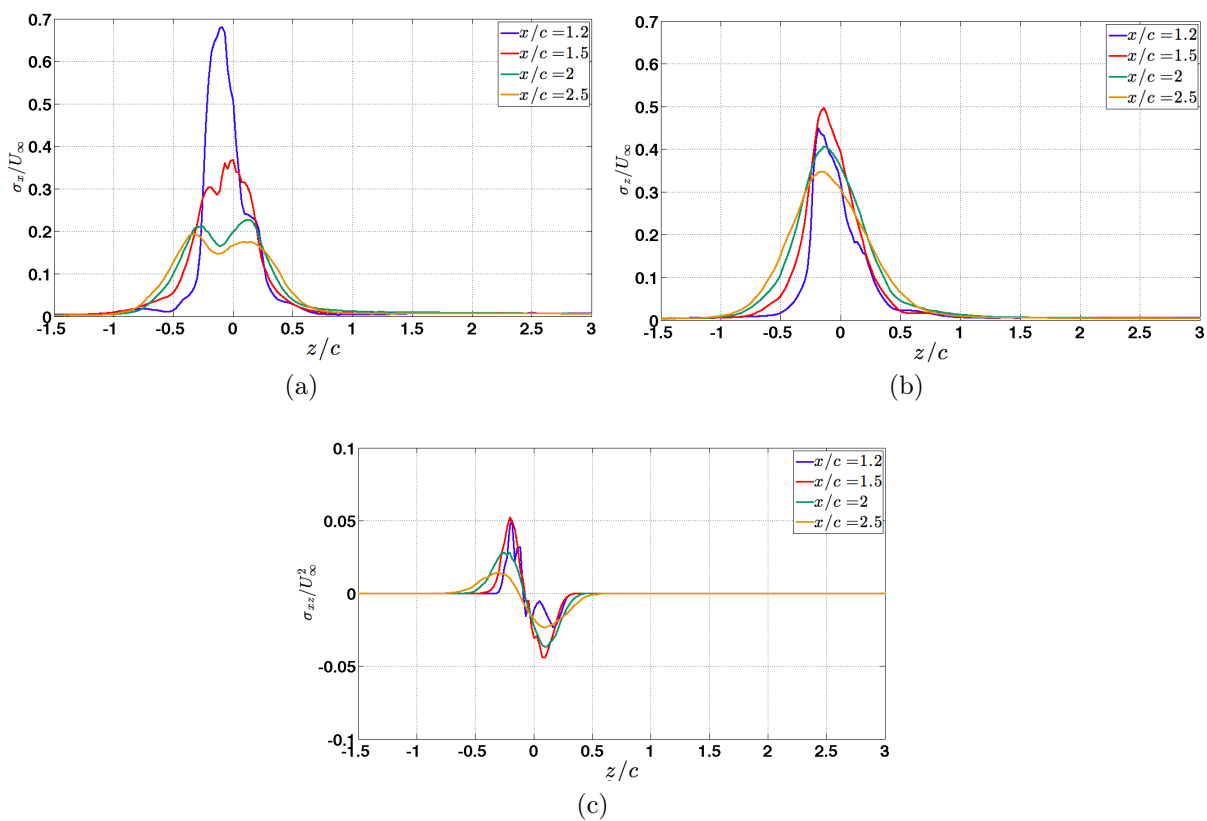 0.7
0.6
0.5
0.4
0.3
0.2
0.1
0
σx/U∞
-1.5 -1 -0.5 0 0.5 1 1.5 2 2.5 3
z/c
x/c =1.2
x/c =1.5
x/c =2
x/c =2.5
(a)
0.7
0.6
0.5
0.4
0.3
0.2
0.1
0
σz/U∞
-1.5 -1 -0.5 0 0.5 1 1.5 2 2.5 3
z/c
x/c =1.2
x/c =1.5
x/c =2
x/c =2.5
(b)
0.1
0.05
0
-0.05
-0.1
σxz/U²∞
-1.5 -1 -0.5 0 0.5 1 1.5 2 2.5 3
z/c
x/c =1.2
x/c =1.5
x/c =2
x/c =2.5
(c)